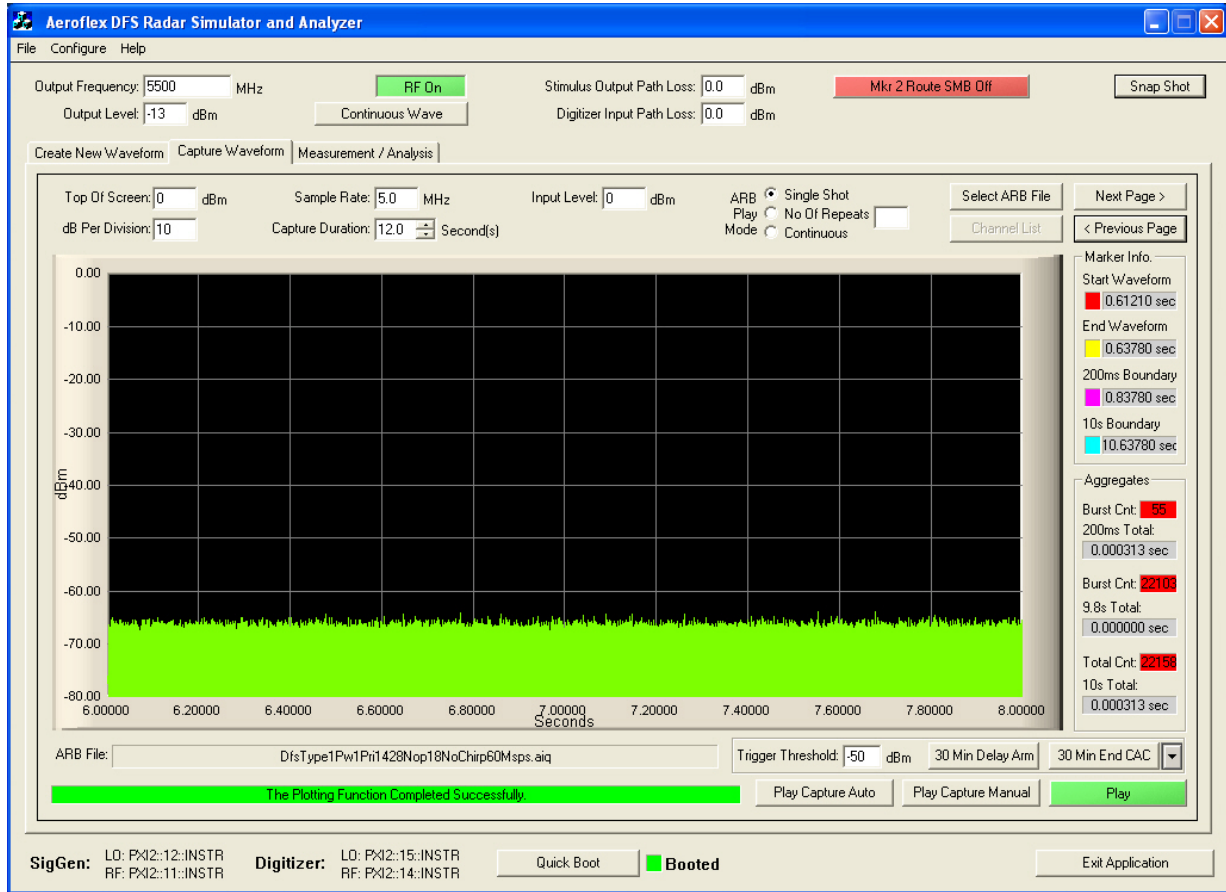 Aeroflex DFS Radar Simulator and Analyzer
File Configure Help
Output Frequency: 5500 MHz RF On Stimulus Output Path Loss: 0.0 dBm Mkr 2 Route SMB Off Snap Shot
Output Level: -13 dBm Continuous Wave Digitizer Input Path Loss: 0.0 dBm
Create New Waveform Capture Waveform Measurement / Analysis
Top Of Screen: 0 dBm Sample Rate: 5.0 MHz Input Level: 0 dBm ARB Play Mode Single Shot Select ARB File Next Page >
dB Per Division: 10 Capture Duration: 12.0 Second(s) No Of Repeats Channel List < Previous Page
Continuous
0.00
-10.00
-20.00
-30.00
-40.00
-50.00
-60.00
-70.00
-80.00
dBm
6.00000 6.20000 6.40000 6.60000 6.80000 7.00000 7.20000 7.40000 7.60000 7.80000 8.00000
Seconds
Marker Info.
Start Waveform
0.61210 sec
End Waveform
0.63780 sec
200ms Boundary
0.83780 sec
10s Boundary
10.63780 sec
Aggregates
Burst Cnt: 55
200ms Total:
0.000313 sec
Burst Cnt: 22103
9.8s Total:
0.000000 sec
Total Cnt: 22158
10s Total:
0.000313 sec
ARB File: DfsType1Pw1Pri1428Nop18NoChirp60Msps.aiq Trigger Threshold: -50 dBm 30 Min Delay Arm 30 Min End CAC
The Plotting Function Completed Successfully. Play Capture Auto Play Capture Manual Play
SigGen: LO: PXI2::12::INSTR Digitizer: LO: PXI2::15::INSTR Quick Boot Booted Exit Application
RF: PXI2::11::INSTR RF: PXI2::14::INSTR